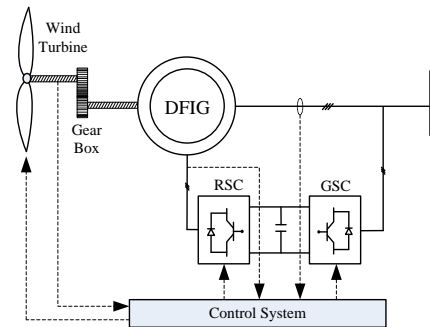 Wind
Turbine
DFIG
Gear
Box
RSC
GSC
Control System